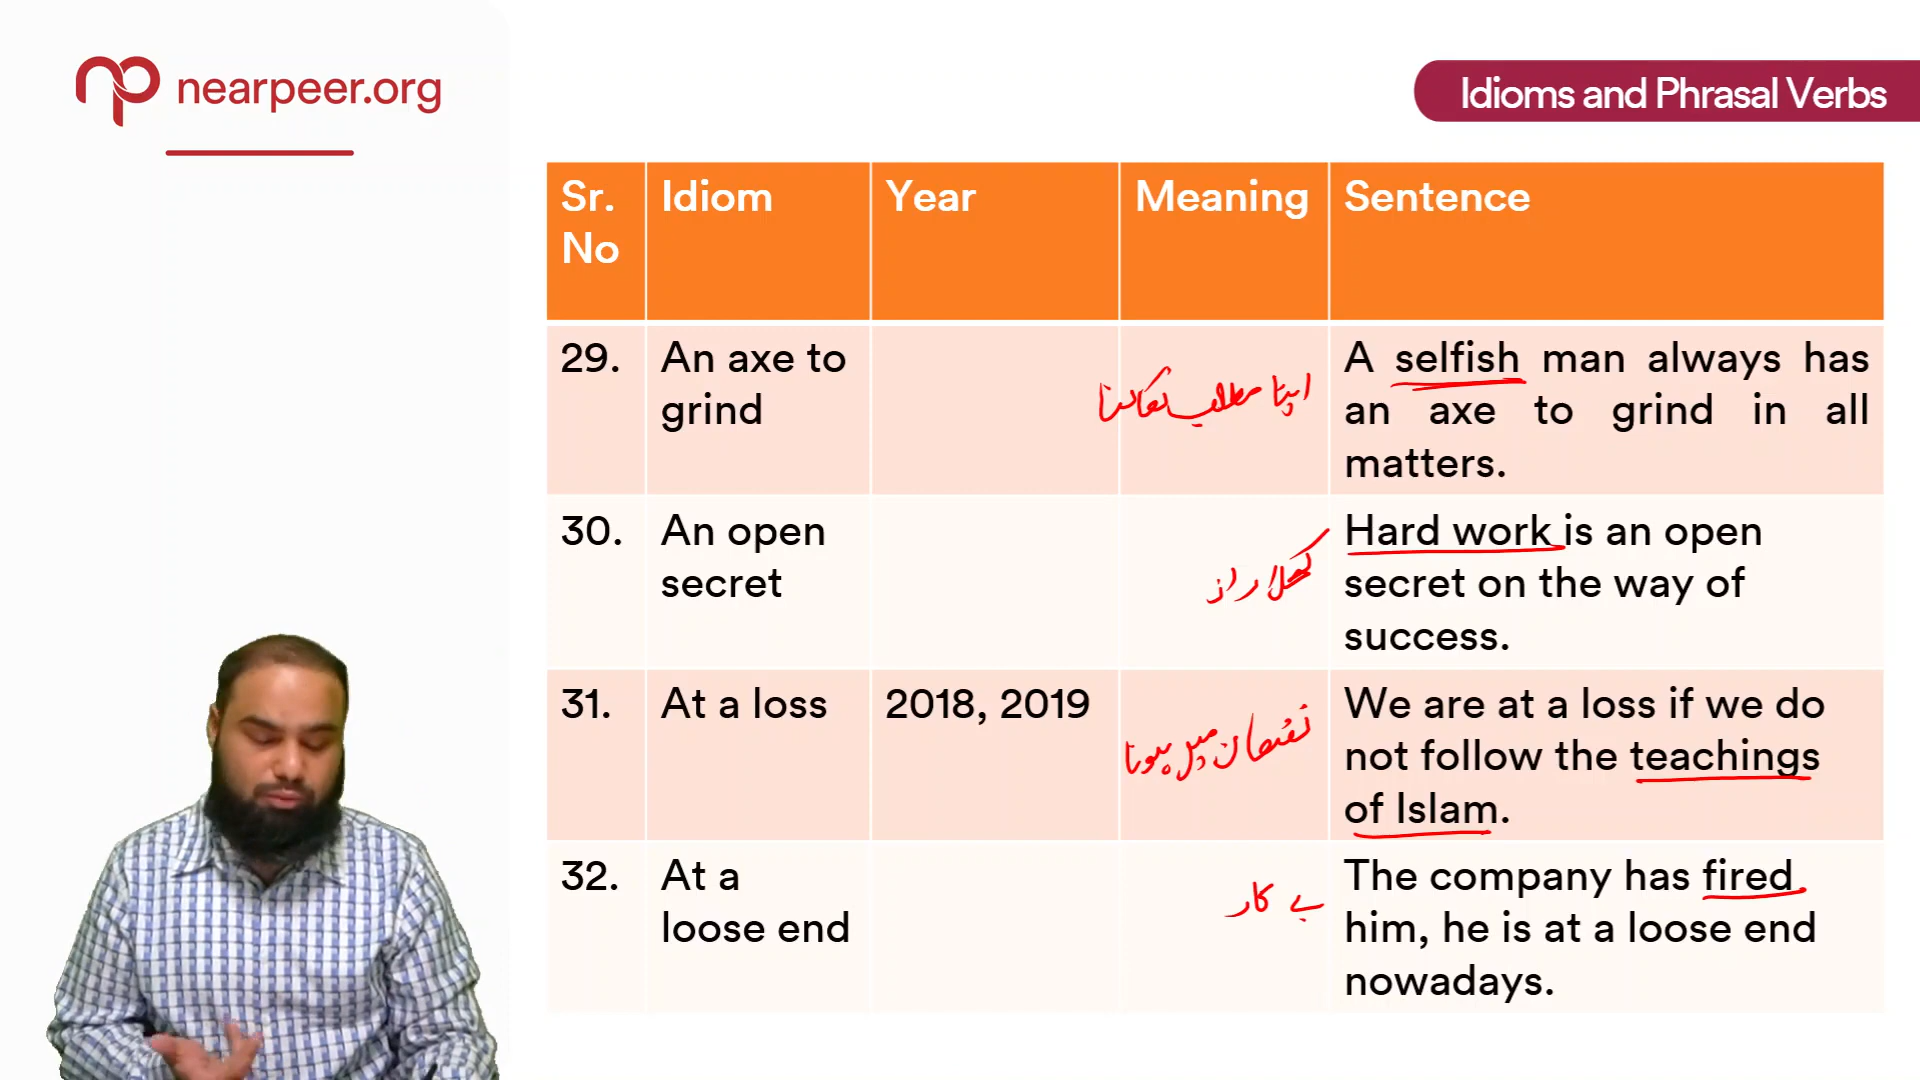 nearpeer.org
Idioms and Phrasal Verbs
Sr. No
Idiom
Year
Meaning
Sentence
29.
An axe to
grind
اپنا مطلب نکالنا
A selfish man always has
an axe to grind in all
matters.
30.
An open
secret
کھلا راز
Hard work is an open
secret on the way of
success.
31.
At a loss
2018, 2019
نقصان میں ہونا
We are at a loss if we do
not follow the teachings
of Islam.
32.
At a
loose end
بے کار
The company has fired
him, he is at a loose end
nowadays.